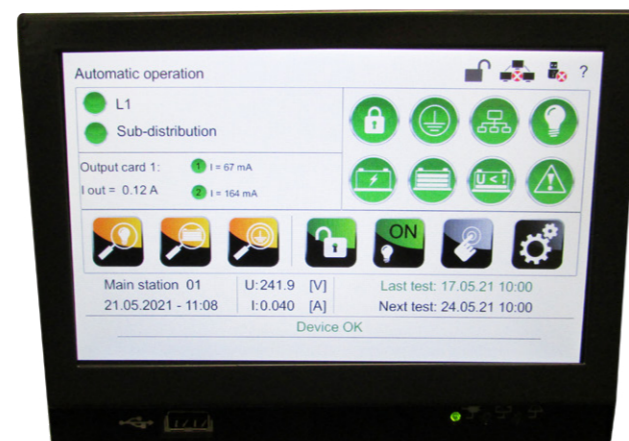 Automatic operation ?
L1
Sub-distribution
Output card 1: 1 I = 67 mA
I out = 0.12 A 2 I = 164 mA
U<!
ON
Main station 01 U:241.9 [V] Last test: 17.05.21 10:00
21.05.2021 - 11:08 I:0.040 [A] Next test: 24.05.21 10:00
Device OK